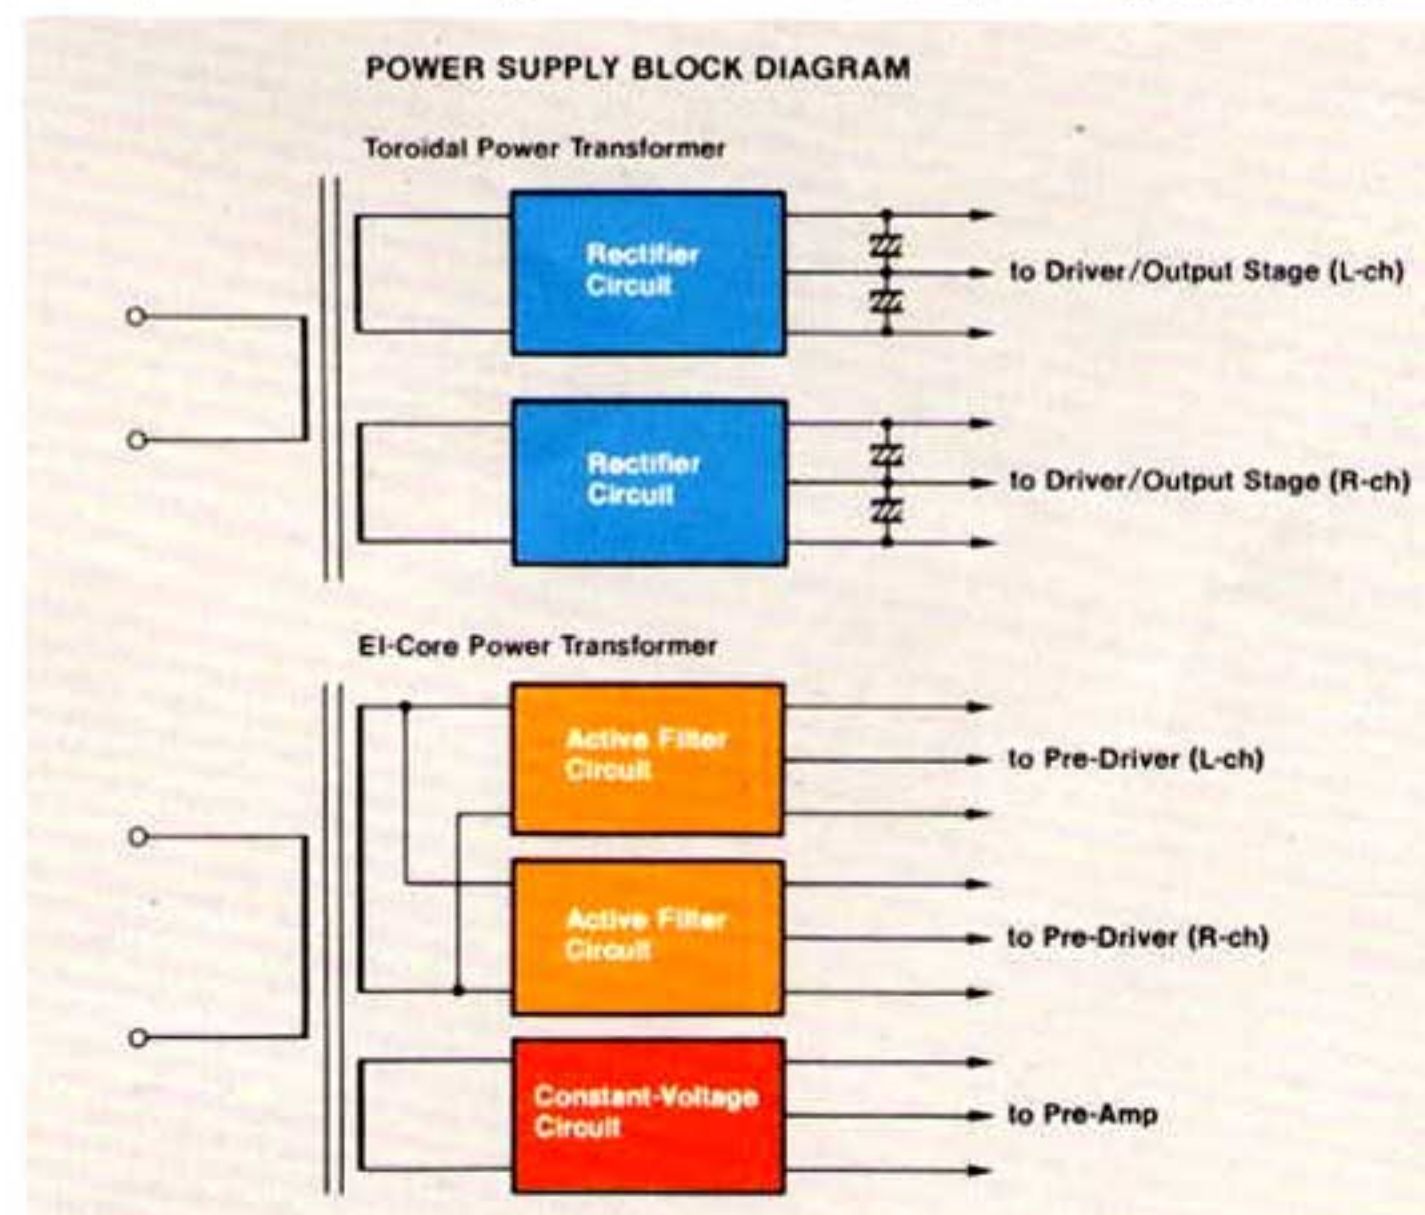 POWER SUPPLY BLOCK DIAGRAM
Toroidal Power Transformer
Rectifier
Circuit
to Driver/Output Stage (L-ch)
Rectifier
Circuit
to Driver/Output Stage (R-ch)
EI-Core Power Transformer
Active Filter
Circuit
to Pre-Driver (L-ch)
Active Filter
Circuit
to Pre-Driver (R-ch)
Constant-Voltage
Circuit
to Pre-Amp